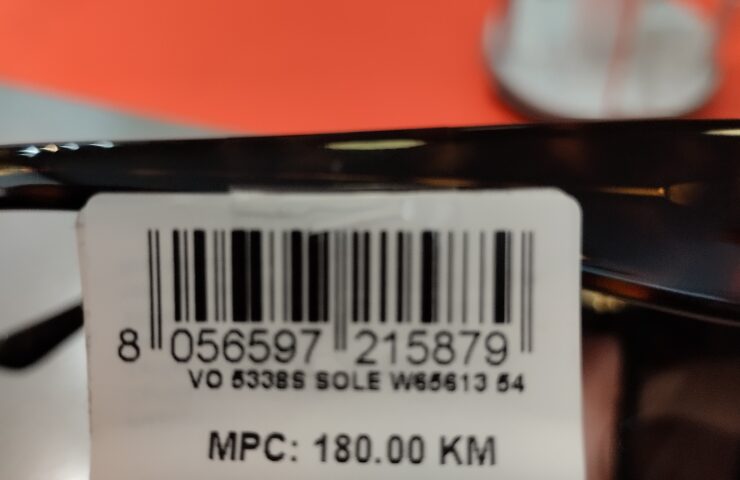 8 056597 215879
VO 5338S SOLE W65613 54
MPC: 180.00 KM